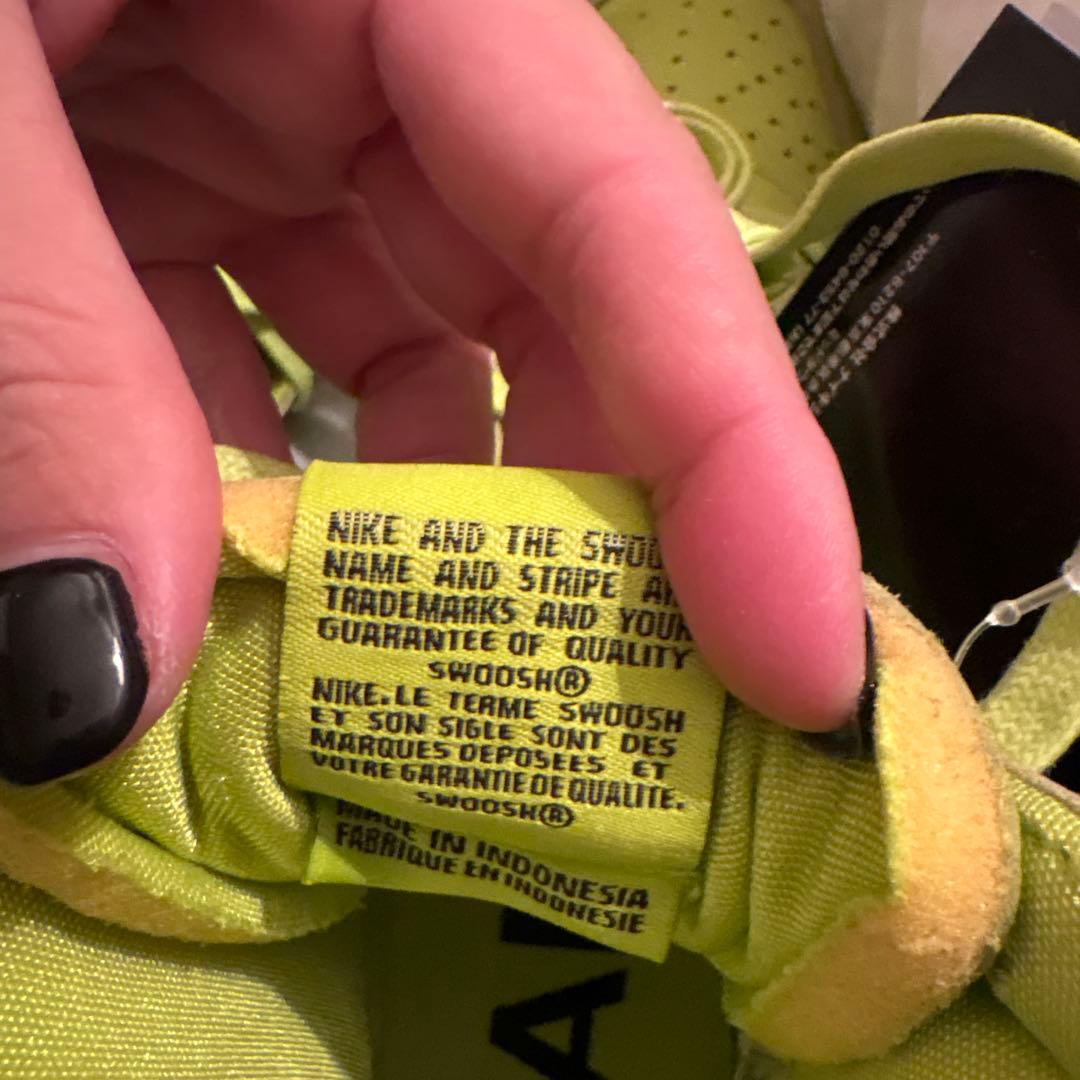 NIKE AND THE
NAME AND STRIPE
TRADEMARKS AND YOUR
GUARANTEE OF QUALITY
SWOOSH®
NIKE.LE TERME SWOOSH
ET SON SIGLE SONT DES
MARQUES DEPOSEES ET
VOTRE GARANTIE DE QUALITE.
SWOOSH®
MADE IN INDONESIA
FABRIQUE EN INDONESIE